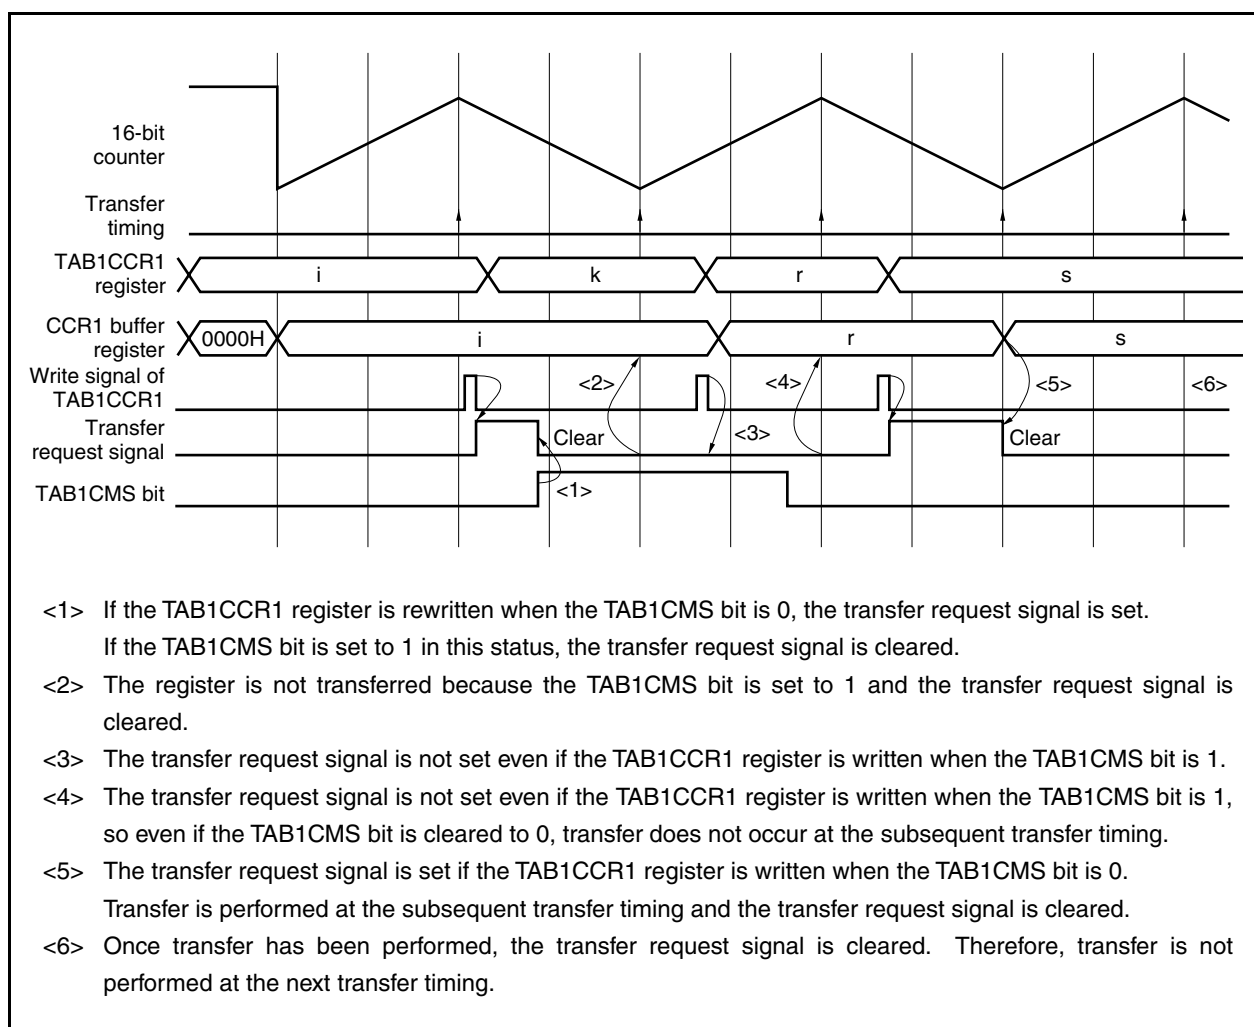 16-bit
counter
Transfer
timing
TAB1CCR1
register
i
k
r
s
CCR1 buffer
register
0000H
i
r
s
Write signal of
TAB1CCR1
<2>
<4>
<5>
<6>
Transfer
request signal
Clear
<3>
Clear
TAB1CMS bit
<1>
<1> If the TAB1CCR1 register is rewritten when the TAB1CMS bit is 0, the transfer request signal is set.
If the TAB1CMS bit is set to 1 in this status, the transfer request signal is cleared.
<2> The register is not transferred because the TAB1CMS bit is set to 1 and the transfer request signal is
cleared.
<3> The transfer request signal is not set even if the TAB1CCR1 register is written when the TAB1CMS bit is 1.
<4> The transfer request signal is not set even if the TAB1CCR1 register is written when the TAB1CMS bit is 1,
so even if the TAB1CMS bit is cleared to 0, transfer does not occur at the subsequent transfer timing.
<5> The transfer request signal is set if the TAB1CCR1 register is written when the TAB1CMS bit is 0.
Transfer is performed at the subsequent transfer timing and the transfer request signal is cleared.
<6> Once transfer has been performed, the transfer request signal is cleared. Therefore, transfer is not
performed at the next transfer timing.